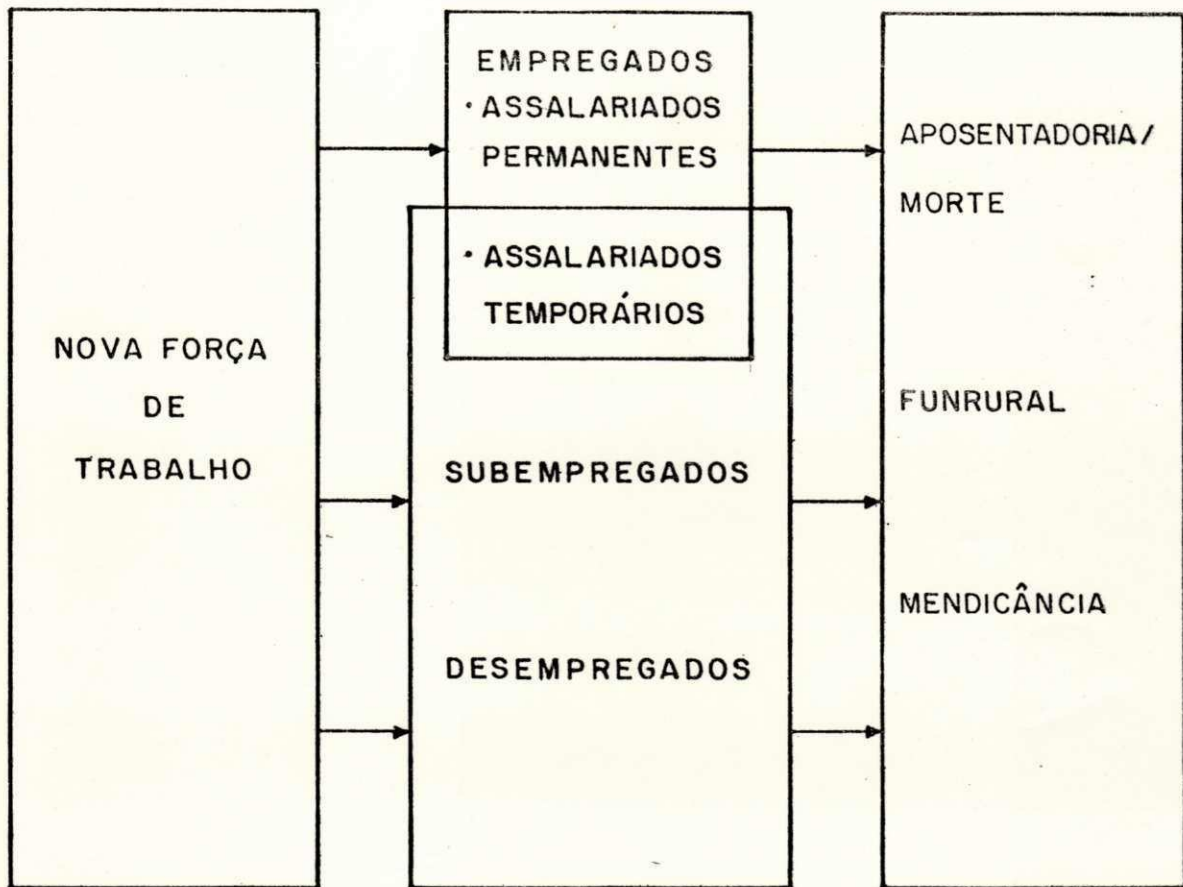 NOVA FORÇA
DE
TRABALHO
EMPREGADOS
· ASSALARIADOS
PERMANENTES
· ASSALARIADOS
TEMPORÁRIOS
SUBEMPREGADOS
DESEMPREGADOS
APOSENTADORIA/
MORTE
FUNRURAL
MENDICÂNCIA